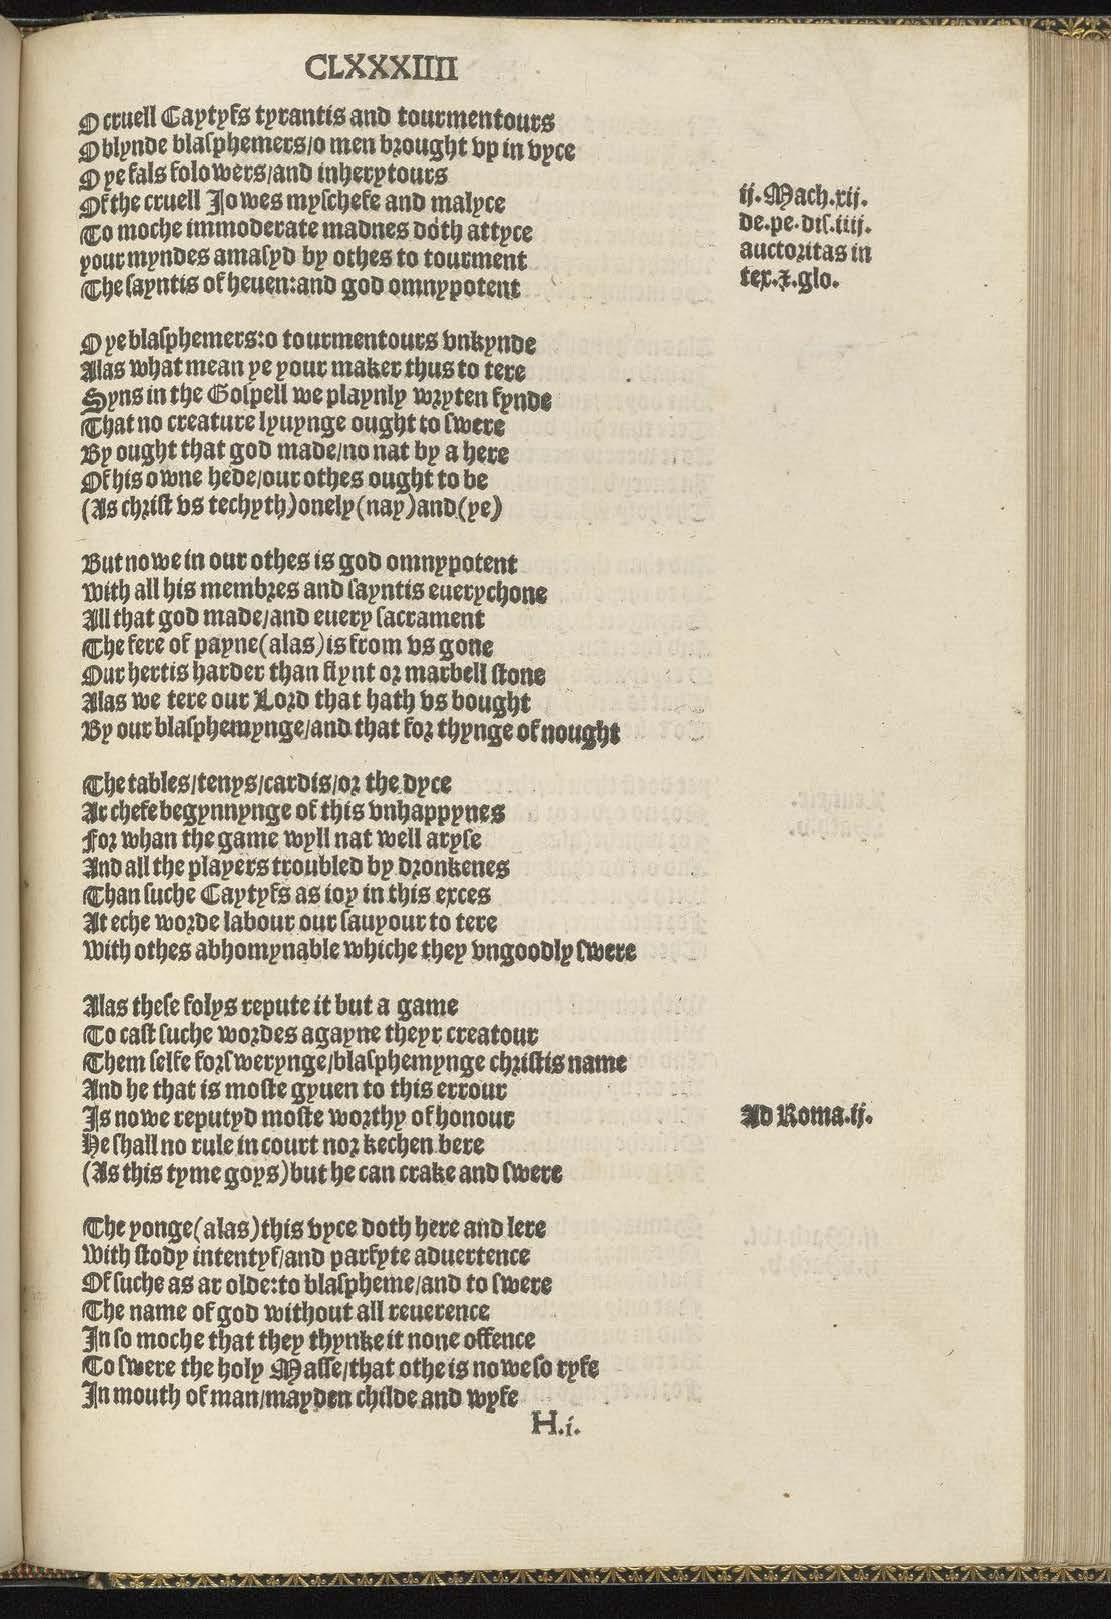 CLXXXIIII
O cruell Caytyfs tyrantis and tourmentours
O blynde blasphemers/o men brought vp in vyce
O ye fals folowers/and inherytours
Of the cruell Jowes myschefe and malyce
To moche immoderate madnes doth attyce
your myndes amasyd by othes to tourment
The sayntis of heuen:and god omnypotent
ij. Mach.xij.
de.pe.dis.iiij.
auctoritas in
tex.⁊.glo.
O ye blasphemers:o tourmentours vnkynde
Alas what mean ye your maker thus to tere
Syns in the Gospell we playnly wryten fynde
That no creature lyuynge ought to swere
By ought that god made/no nat by a here
Of his owne hede/our othes ought to be
(As christ vs techyth)onely(nay)and(ye)
But nowe in our othes is god omnypotent
with all his membres and sayntis euerychone
All that god made/and euery sacrament
The fere of payne(alas)is from vs gone
Our hertis harder than flynt or marbell stone
Alas we tere our Lord that hath vs bought
By our blasphemynge/and that for thynge of nought
The tables/tenys/cardis/or the dyce
Ar chefe begynnynge of this vnhappynes
For whan the game wyll nat well aryse
And all the players troubled by dronkenes
Than suche Caytyfs as ioy in this exces
At eche worde labour our sauyour to tere
with othes abhomynable whiche they vngoodly swere
Alas these folys repute it but a game
To cast suche wordes agayne theyr creatour
Them selfe forswerynge/blasphemynge christis name
And he that is moste gyuen to this errour
Is nowe reputyd moste worthy of honour
He shall no rule in court nor kechen bere
(As this tyme goys)but he can crake and swere
Ad Roma.ij.
The yonge(alas)this vyce doth here and lere
with stody intentyf/and parfyte aduertence
Of suche as ar olde:to blaspheme/and to swere
The name of god without all reuerence
In so moche that they thynke it none offence
To swere the holy Masse/that othe is nowe so ryfe
In mouth of man/mayden childe and wyfe
H.i.